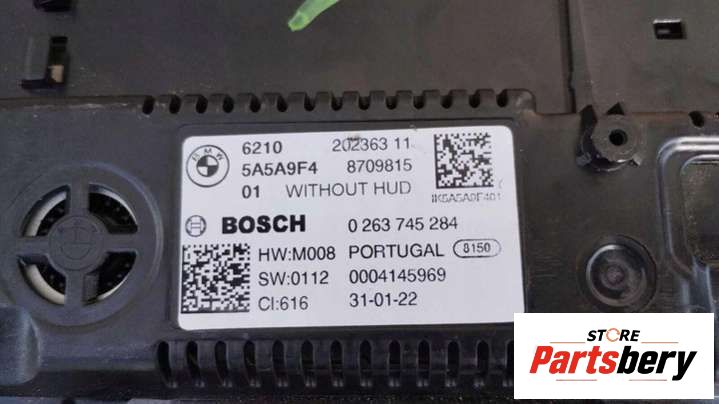 BMW
6210 202363 11
5A5A9F4 8709815
01 WITHOUT HUD
BOSCH 0 263 745 284
HW:M008 PORTUGAL 8150
SW:0112 0004145969
CI:616 31-01-22
STORE
Partsbery